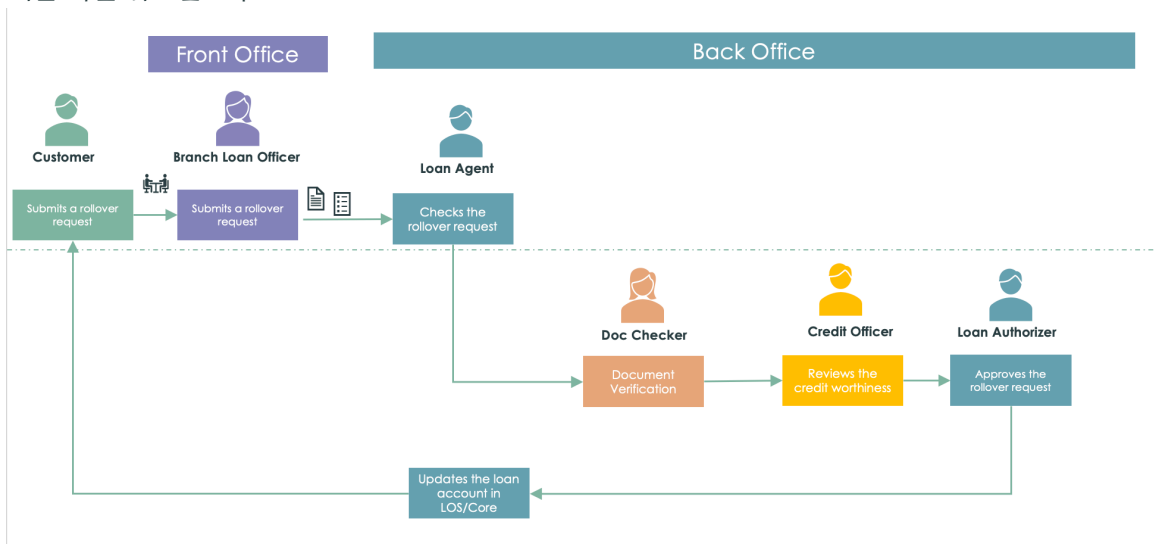 Front Office
Back Office
Customer
Branch Loan Officer
Loan Agent
Submits a rollover
request
Submits a rollover
request
Checks the
rollover request
Doc Checker
Credit Officer
Loan Authorizer
Document
Verification
Reviews the
credit worthiness
Approves the
rollover request
Updates the loan
account in
LOS/Core